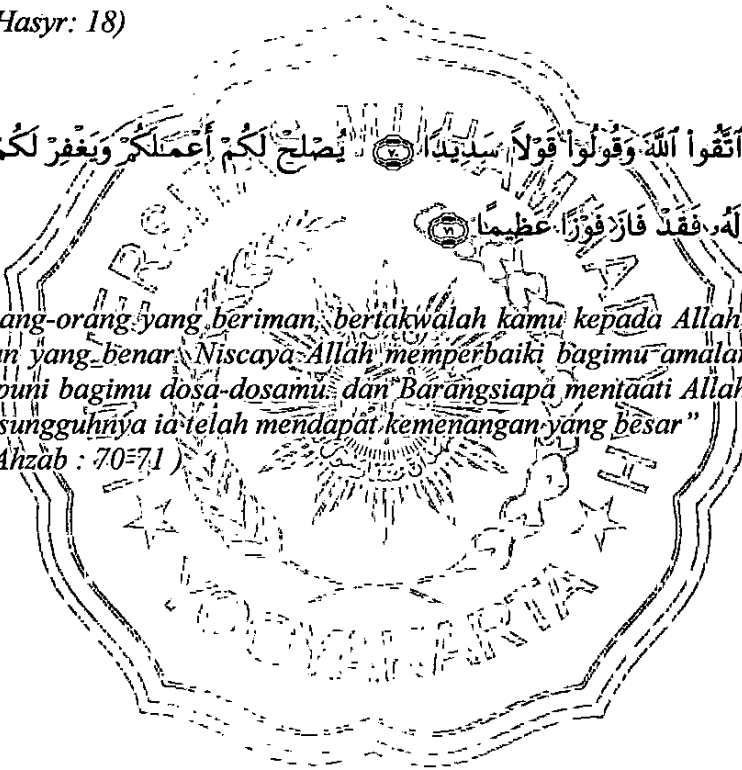 Hasyr: 18)
ٱتَّقُوا۟ ٱللَّهَ وَقُولُوا۟ قَوْلًا سَدِيدًا ﴿٧٠﴾ يُصْلِحْ لَكُمْ أَعْمَـٰلَكُمْ وَيَغْفِرْ لَكُمْ
لَهُۥ فَقَدْ فَازَ فَوْزًا عَظِيمًا ﴿٧١﴾
ang-orang yang beriman, bertakwalah kamu kepada Allah
an yang benar. Niscaya Allah memperbaiki bagimu amalan
puni bagimu dosa-dosamu. dan Barangsiapa mentaati Allah
sungguhnya ia telah mendapat kemenangan yang besar"
Ahzab : 70-71 )
YOGYAKARTA